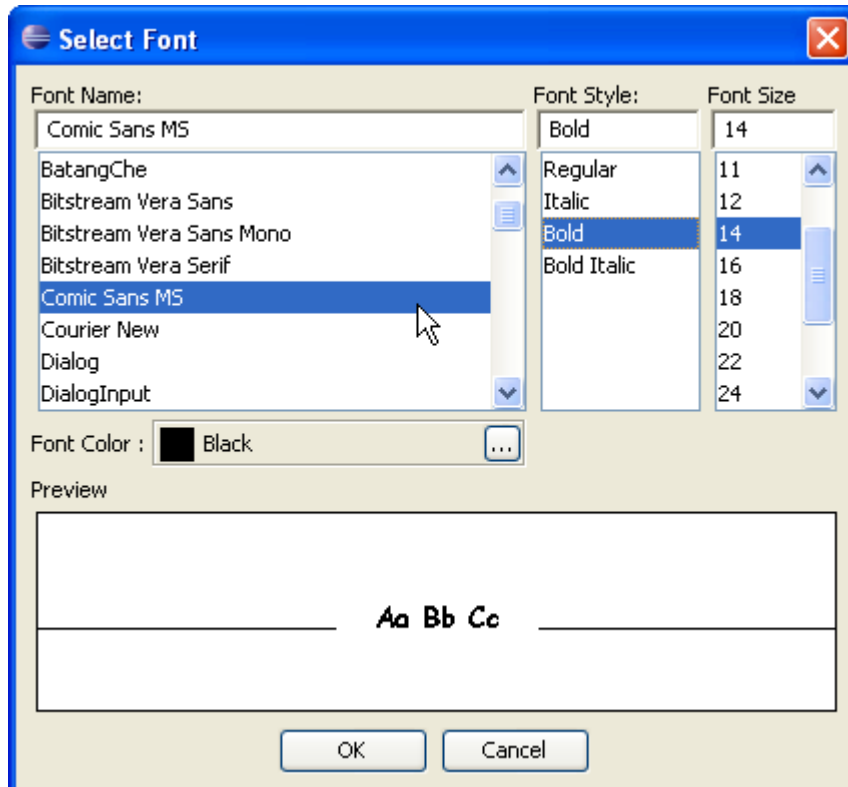 Select Font
Font Name: Font Style: Font Size
Comic Sans MS Bold 14
BatangChe Regular 11
Bitstream Vera Sans Italic 12
Bitstream Vera Sans Mono Bold 14
Bitstream Vera Serif Bold Italic 16
Comic Sans MS 18
Courier New 20
Dialog 22
DialogInput 24
Font Color : Black ...
Preview
Aa Bb Cc
OK Cancel